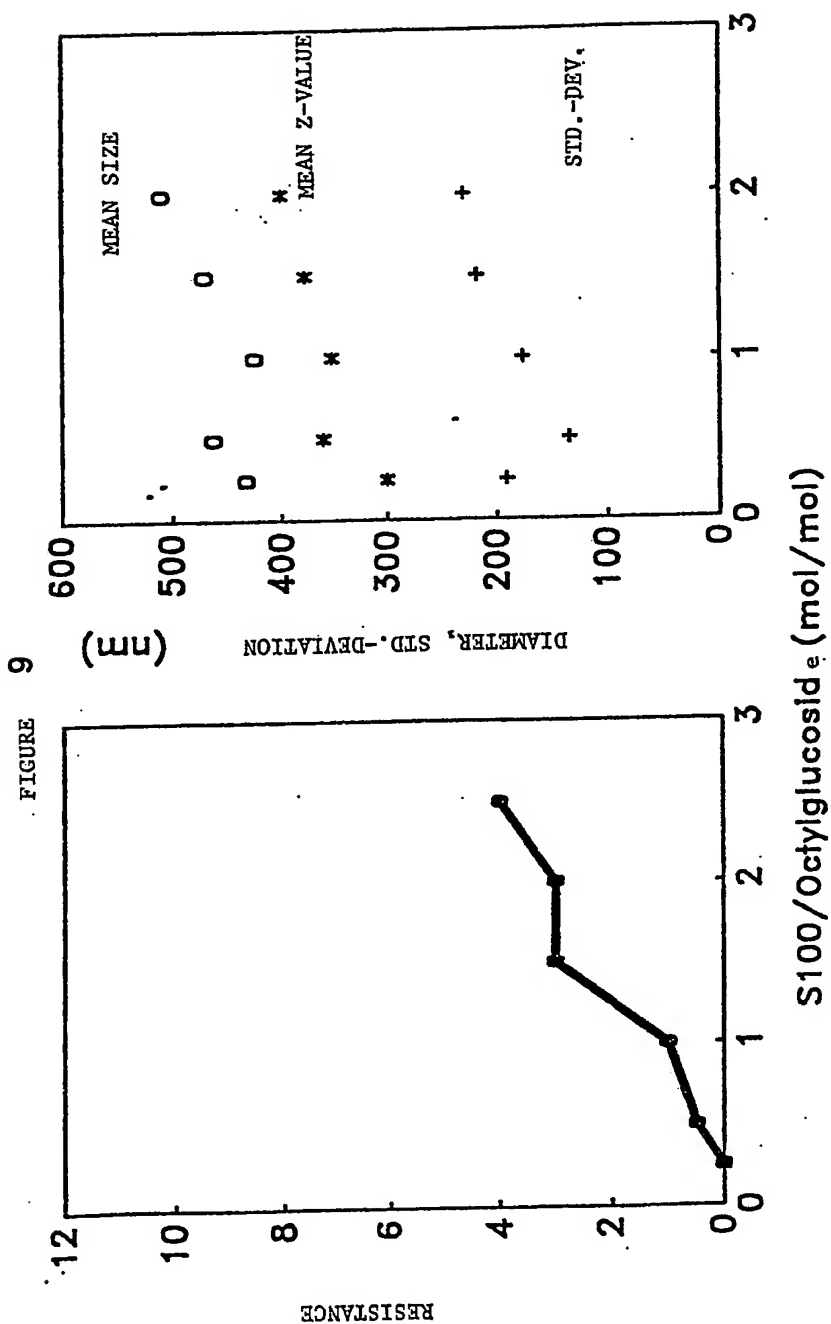 FIGURE 9
RESISTANCE
12
10
8
6
4
2
0
0 1 2 3
DIAMETER, STD.-DEVIATION
(nm)
600
500
400
300
200
100
0
MEAN SIZE
MEAN Z-VALUE
STD.-DEV.
0 1 2 3
S100/Octylglucoside (mol/mol)